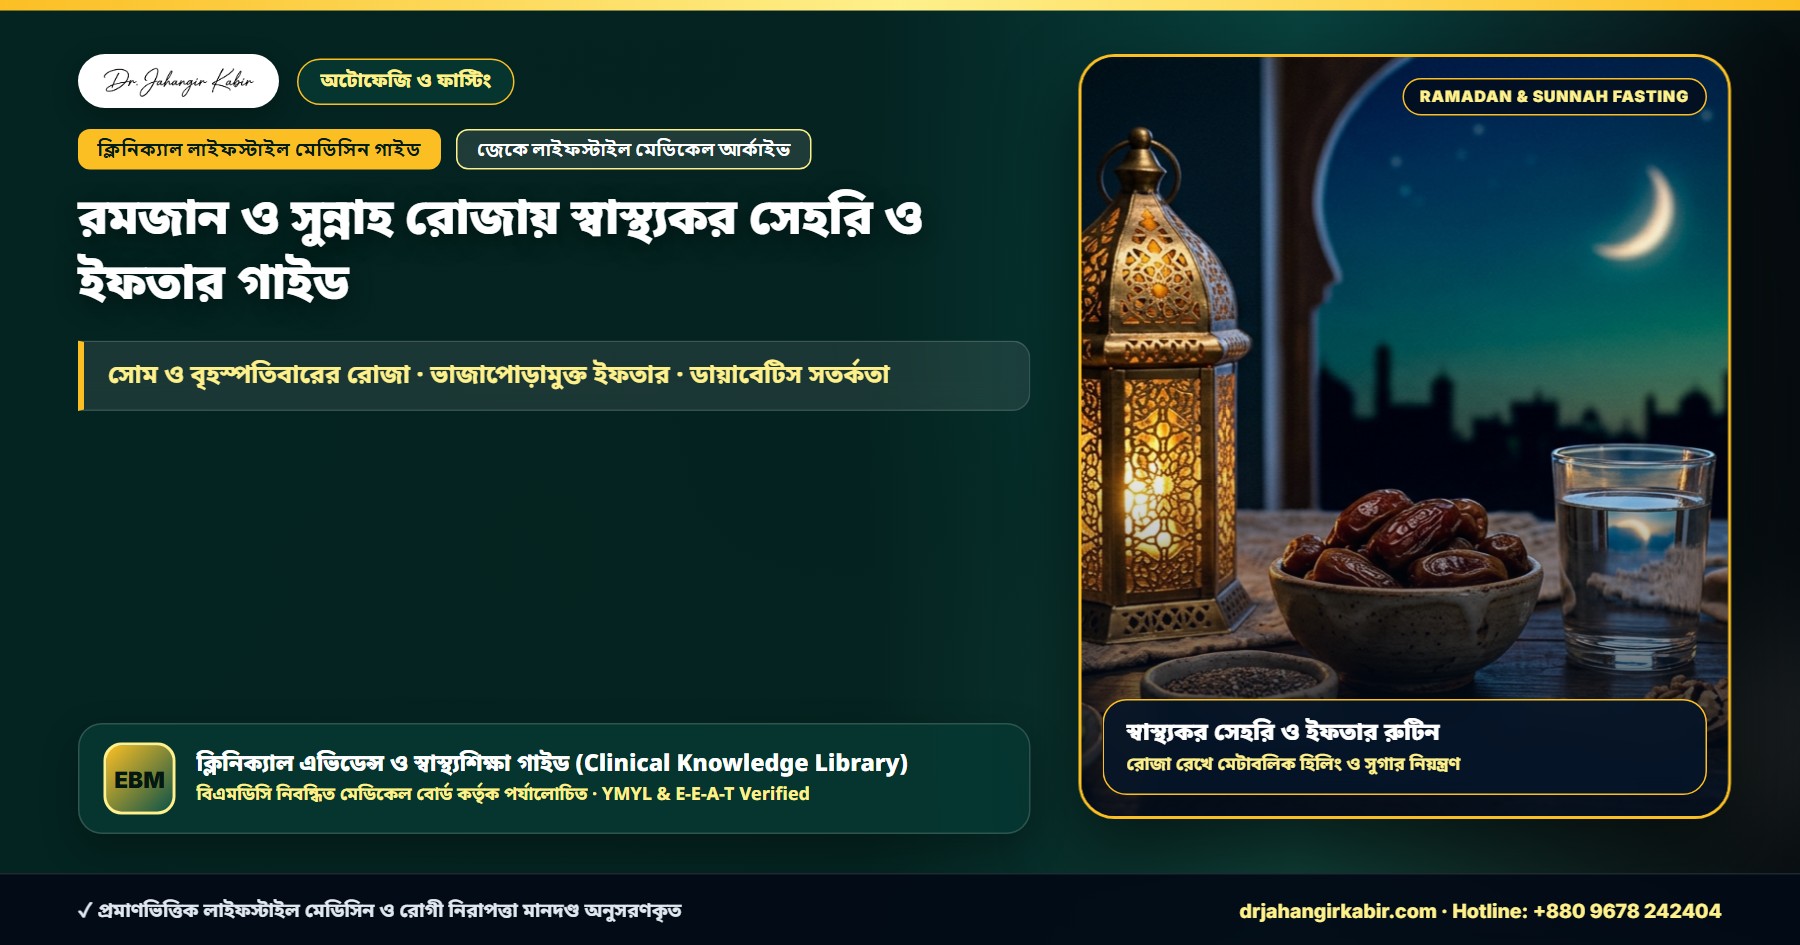 Dr. Jahangir Kabir
অটোফেজি ও ফাস্টিং
ক্লিনিক্যাল লাইফস্টাইল মেডিসিন গাইড
জেকে লাইফস্টাইল মেডিকেল আর্কাইভ
রমজান ও সুন্নাহ রোজায় স্বাস্থ্যকর সেহরি ও
ইফতার গাইড
সোম ও বৃহস্পতিবারের রোজা · ভাজাপোড়ামুক্ত ইফতার · ডায়াবেটিস সতর্কতা
EBM
ক্লিনিক্যাল এভিডেন্স ও স্বাস্থ্যশিক্ষা গাইড (Clinical Knowledge Library)
বিএমডিসি নিবন্ধিত মেডিকেল বোর্ড কর্তৃক পর্যালোচিত · YMYL & E-E-A-T Verified
RAMADAN & SUNNAH FASTING
স্বাস্থ্যকর সেহরি ও ইফতার রুটিন
রোজা রেখে মেটাবলিক হিলিং ও সুগার নিয়ন্ত্রণ
✓ প্রমাণভিত্তিক লাইফস্টাইল মেডিসিন ও রোগী নিরাপত্তা মানদণ্ড অনুসরণকৃত
drjahangirkabir.com · Hotline: +880 9678 242404